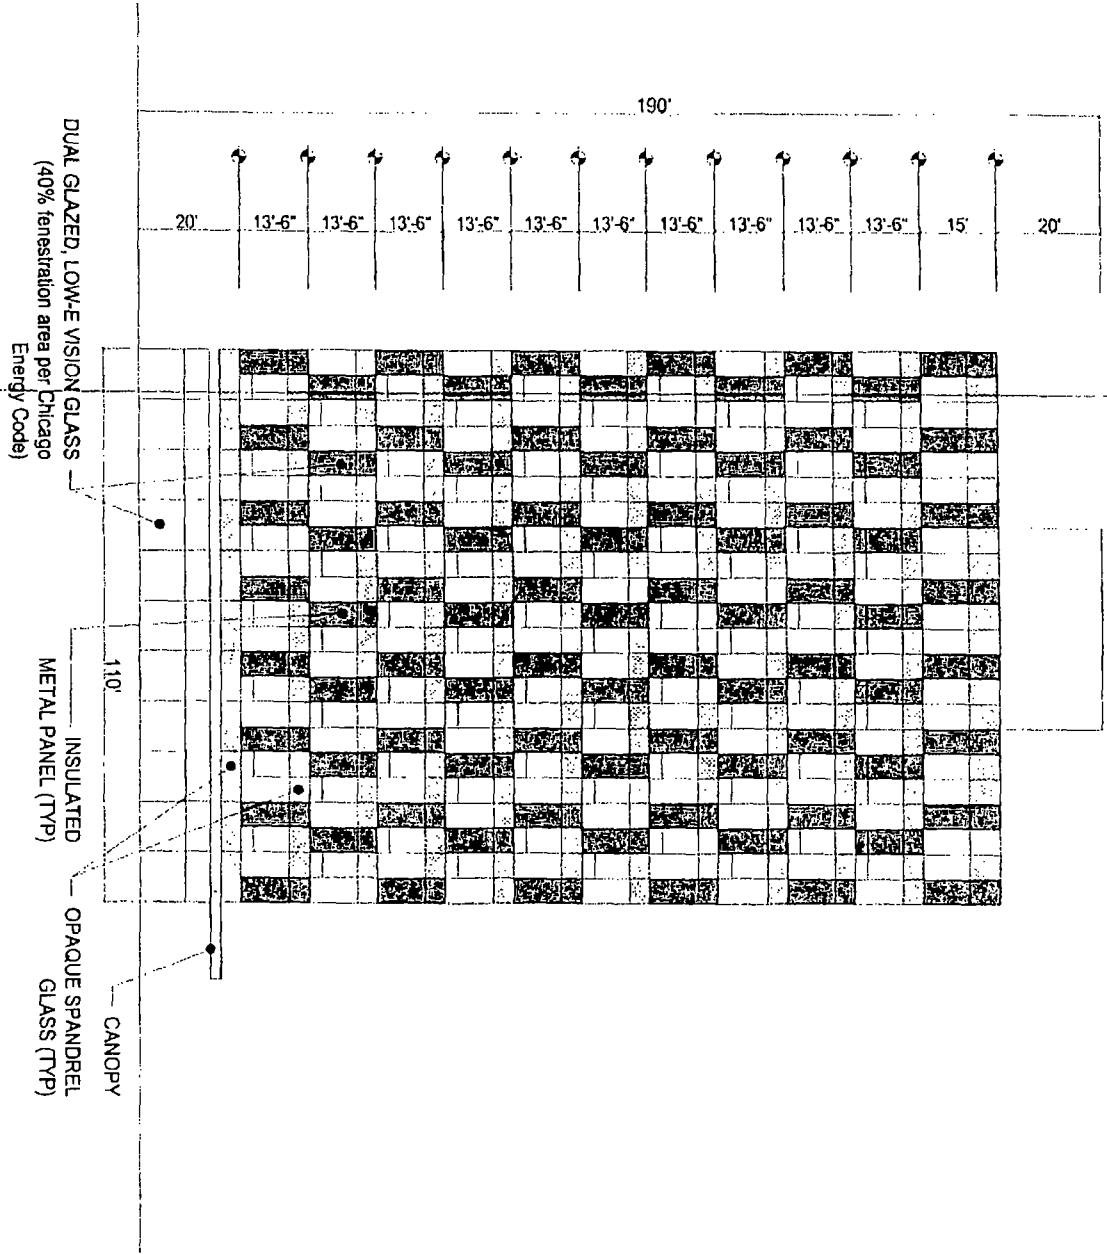 190'
20'
13'-6"
13'-6"
13'-6"
13'-6"
13'-6"
13'-6"
13'-6"
13'-6"
13'-6"
13'-6"
15'
20'
DUAL GLAZED, LOW-E VISION GLASS
(40% fenestration area per Chicago
Energy Code)
110'
INSULATED
METAL PANEL (TYP)
OPAQUE SPANDREL
GLASS (TYP)
CANOPY